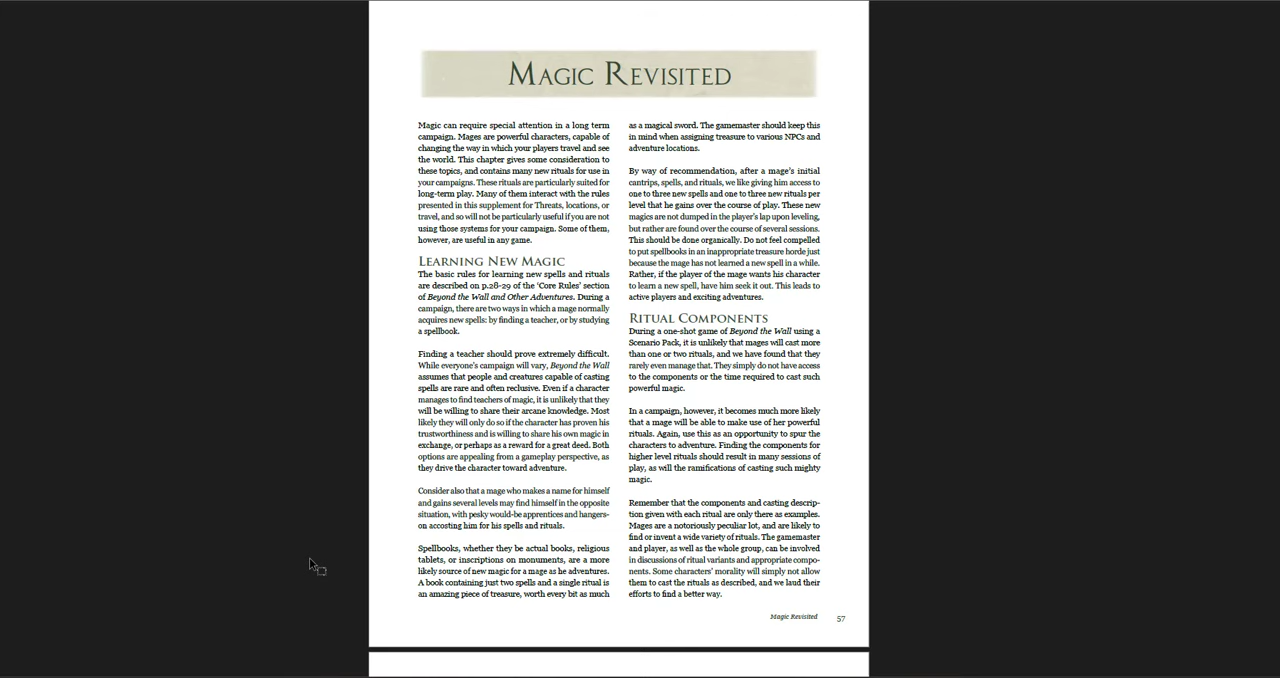 Magic Revisited
Magic can require special attention in a long term
campaign. Mages are powerful characters, capable of
changing the way in which your players travel and see
the world. This chapter gives some consideration to
these topics, and contains many new rituals for use in
your campaigns. These rituals are particularly suited for
long-term play. Many of them interact with the rules
presented in this supplement for Threats, locations, or
travel, and so will not be particularly useful if you are not
using those systems for your campaign. Some of them,
however, are useful in any game.
Learning New Magic
The basic rules for learning new spells and rituals
are described on p.28-29 of the 'Core Rules' section
of Beyond the Wall and Other Adventures. During a
campaign, there are two ways in which a mage normally
acquires new spells: by finding a teacher, or by studying
a spellbook.
Finding a teacher should prove extremely difficult.
While everyone's campaign will vary, Beyond the Wall
assumes that people and creatures capable of casting
spells are rare and often reclusive. Even if a character
manages to find teachers of magic, it is unlikely that they
will be willing to share their arcane knowledge. Most
likely they will only do so if the character has proven his
trustworthiness and is willing to share his own magic in
exchange, or perhaps as a reward for a great deed. Both
options are appealing from a gameplay perspective, as
they drive the character toward adventure.
Consider also that a mage who makes a name for himself
and gains several levels may find himself in the opposite
situation, with pesky would-be apprentices and hangers-
on accosting him for his spells and rituals.
Spellbooks, whether they be actual books, religious
tablets, or inscriptions on monuments, are a more
likely source of new magic for a mage as he adventures.
A book containing just two spells and a single ritual is
an amazing piece of treasure, worth every bit as much
as a magical sword. The gamemaster should keep this
in mind when assigning treasure to various NPCs and
adventure locations.
By way of recommendation, after a mage's initial
cantrips, spells, and rituals, we like giving him access to
one to three new spells and one to three new rituals per
level that he gains over the course of play. These new
magics are not dumped in the player's lap upon leveling,
but rather are found over the course of several sessions.
This should be done organically. Do not feel compelled
to put spellbooks in an inappropriate treasure horde just
because the mage has not learned a new spell in a while.
Rather, if the player of the mage wants his character
to learn a new spell, have him seek it out. This leads to
active players and exciting adventures.
Ritual Components
During a one-shot game of Beyond the Wall using a
Scenario Pack, it is unlikely that mages will cast more
than one or two rituals, and we have found that they
rarely even manage that. They simply do not have access
to the components or the time required to cast such
powerful magic.
In a campaign, however, it becomes much more likely
that a mage will be able to make use of her powerful
rituals. Again, use this as an opportunity to spur the
characters to adventure. Finding the components for
higher level rituals should result in many sessions of
play, as will the ramifications of casting such mighty
magic.
Remember that the components and casting descrip-
tion given with each ritual are only there as examples.
Mages are a notoriously peculiar lot, and are likely to
find or invent a wide variety of rituals. The gamemaster
and player, as well as the whole group, can be involved
in discussions of ritual variants and appropriate compo-
nents. Some characters' morality will simply not allow
them to cast the rituals as described, and we laud their
efforts to find a better way.
Magic Revisited 57